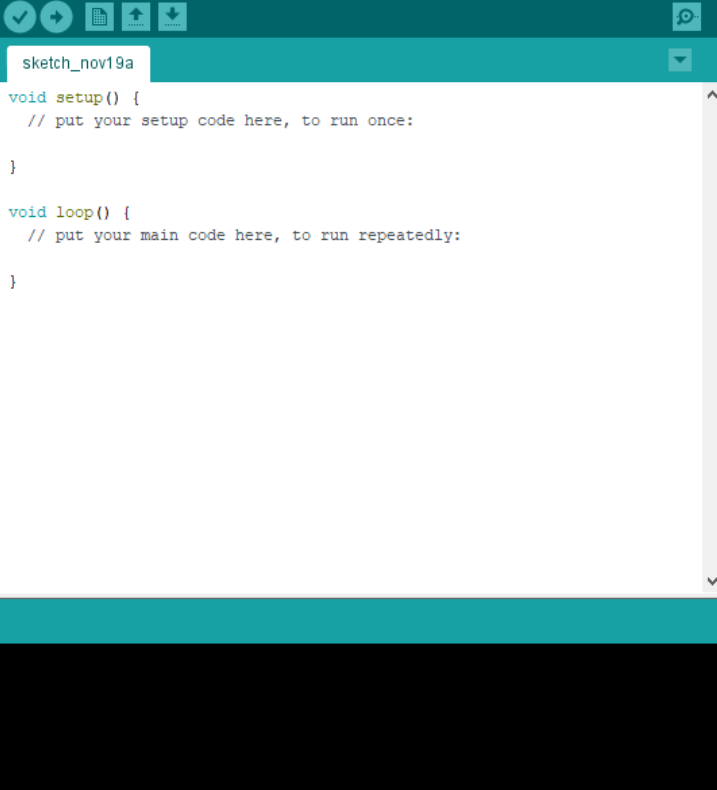 sketch_nov19a
void setup() {
  // put your setup code here, to run once:
}
void loop() {
  // put your main code here, to run repeatedly:
}